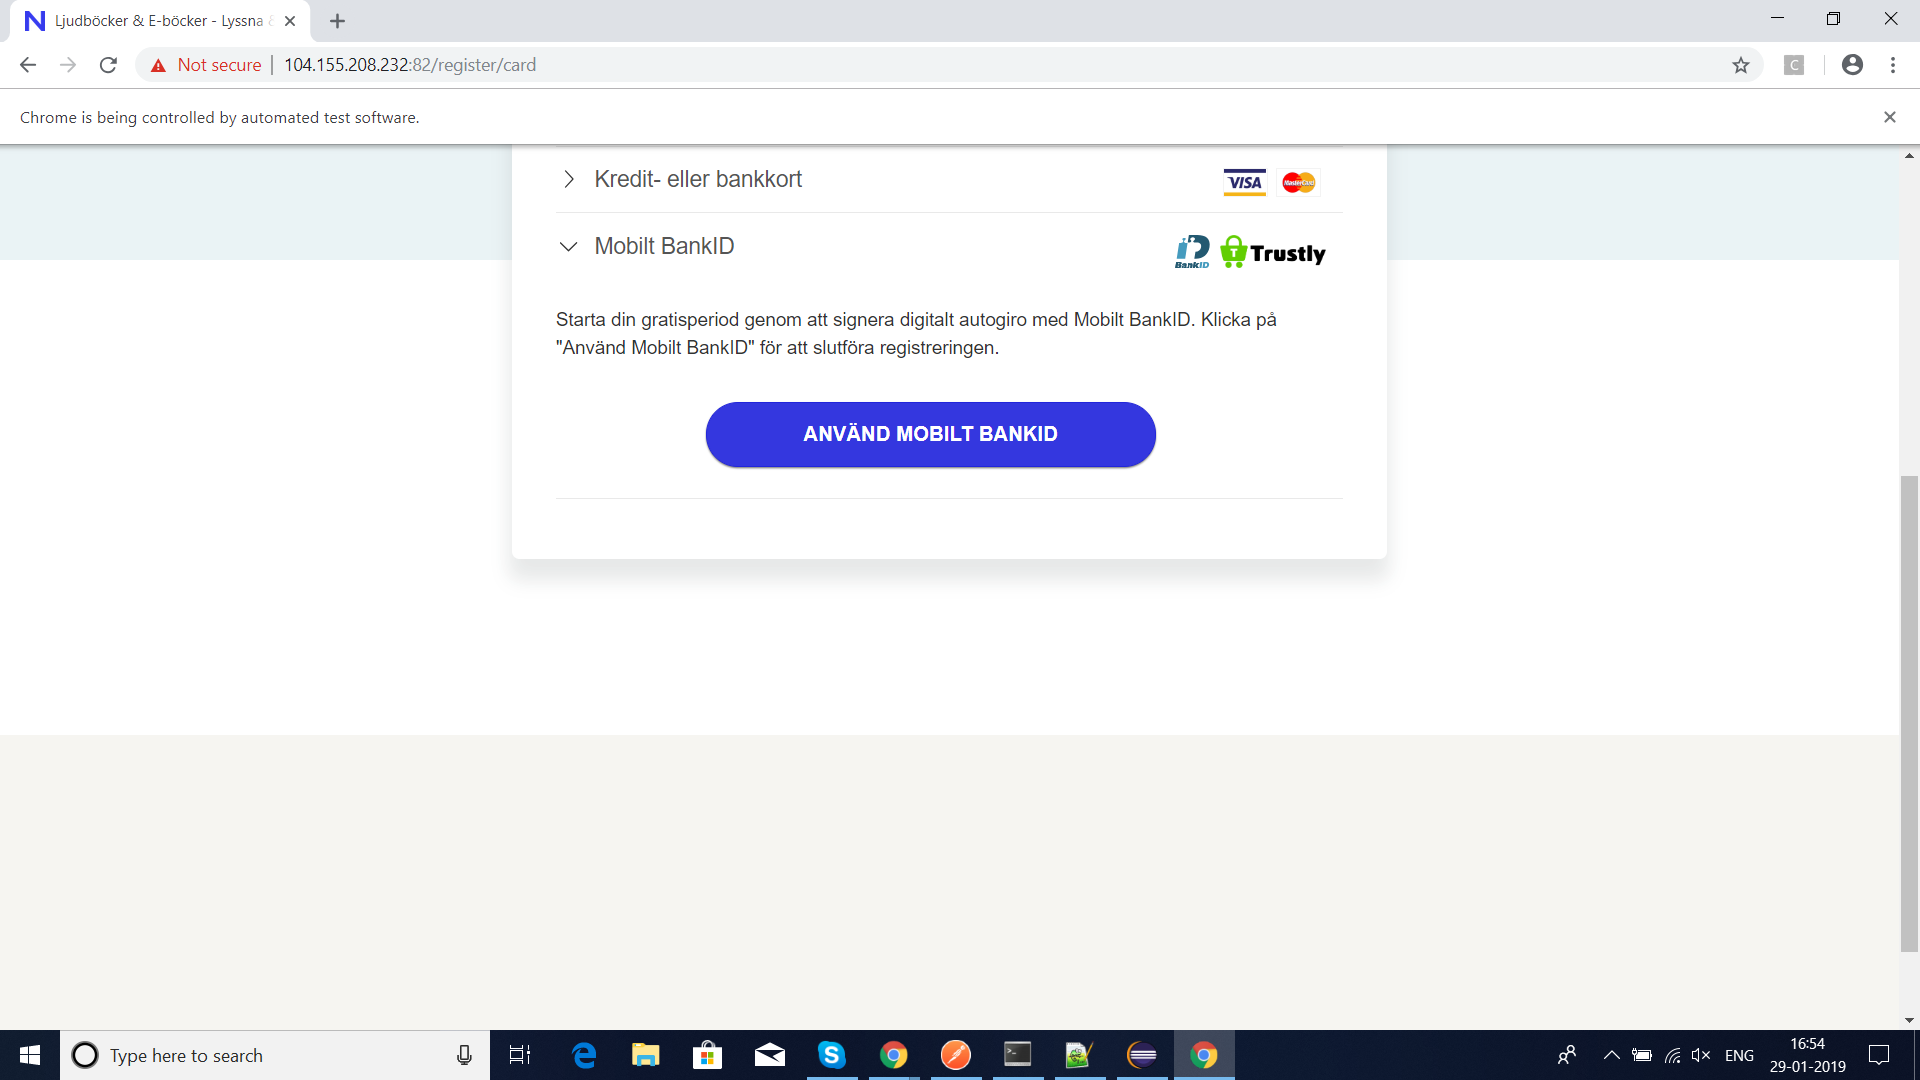 Ljudböcker & E-böcker - Lyssna
Not secure
104.155.208.232:82/register/card
C
Chrome is being controlled by automated test software.
Kredit- eller bankkort
VISA
MasterCard
Mobilt BankID
BankID
Trustly
Starta din gratisperiod genom att signera digitalt autogiro med Mobilt BankID. Klicka på
"Använd Mobilt BankID" för att slutföra registreringen.
ANVÄND MOBILT BANKID
Type here to search
ENG
16:54
29-01-2019